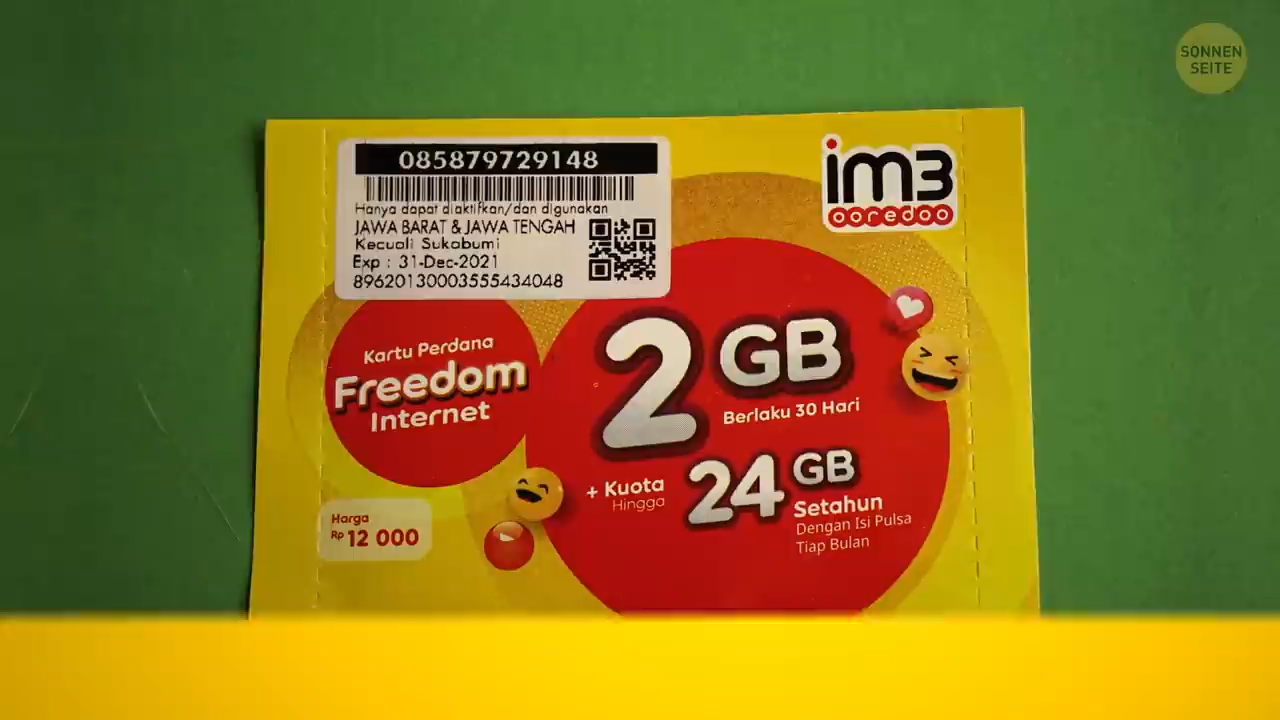 SONNEN
SEITE
085879729148
Hanya dapat diaktifkan/dan digunakan
JAWA BARAT & JAWA TENGAH
Kecuali Sukabumi
Exp : 31-Dec-2021
89620130003555434048
im3
ooredoo
Kartu Perdana
Freedom
Internet
2 GB
Berlaku 30 Hari
+ Kuota
Hingga
24 GB
Setahun
Dengan Isi Pulsa
Tiap Bulan
Harga
Rp 12 000